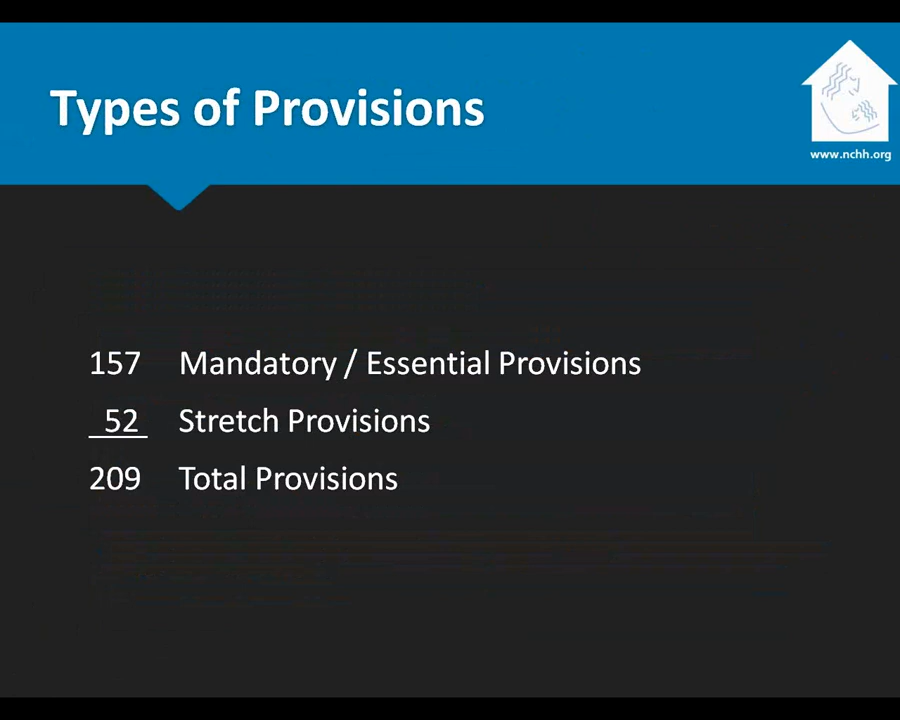 Types of Provisions
www.nchh.org
157 Mandatory / Essential Provisions
52 Stretch Provisions
209 Total Provisions